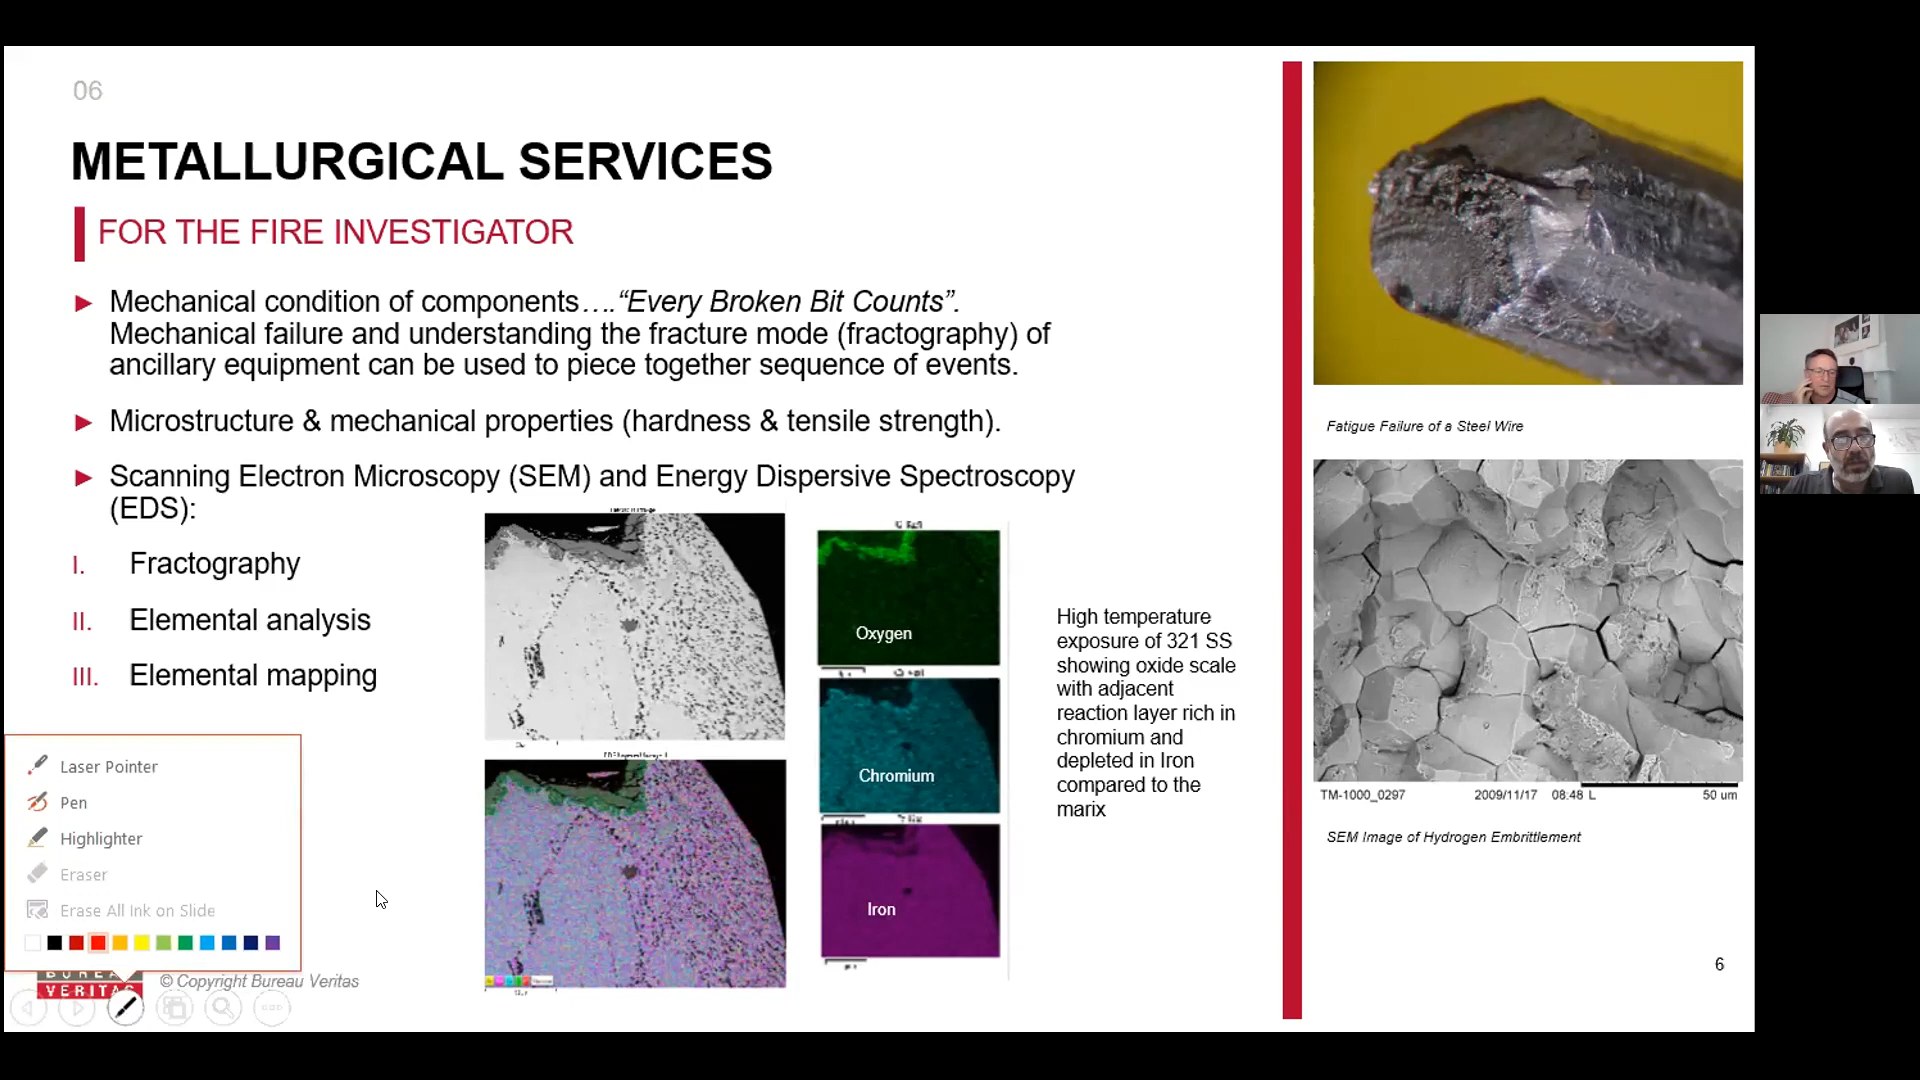 06
METALLURGICAL SERVICES
FOR THE FIRE INVESTIGATOR
► Mechanical condition of components…."Every Broken Bit Counts".
Mechanical failure and understanding the fracture mode (fractography) of
ancillary equipment can be used to piece together sequence of events.
► Microstructure & mechanical properties (hardness & tensile strength).
► Scanning Electron Microscopy (SEM) and Energy Dispersive Spectroscopy
(EDS):
I. Fractography
II. Elemental analysis
III. Elemental mapping
Oxygen
Chromium
Iron
High temperature
exposure of 321 SS
showing oxide scale
with adjacent
reaction layer rich in
chromium and
depleted in Iron
compared to the
marix
Fatigue Failure of a Steel Wire
TM-1000_0297 2009/11/17 08:48 L 50 um
SEM Image of Hydrogen Embrittlement
6
Laser Pointer
Pen
Highlighter
Eraser
Erase All Ink on Slide
BUREAU
VERITAS
© Copyright Bureau Veritas